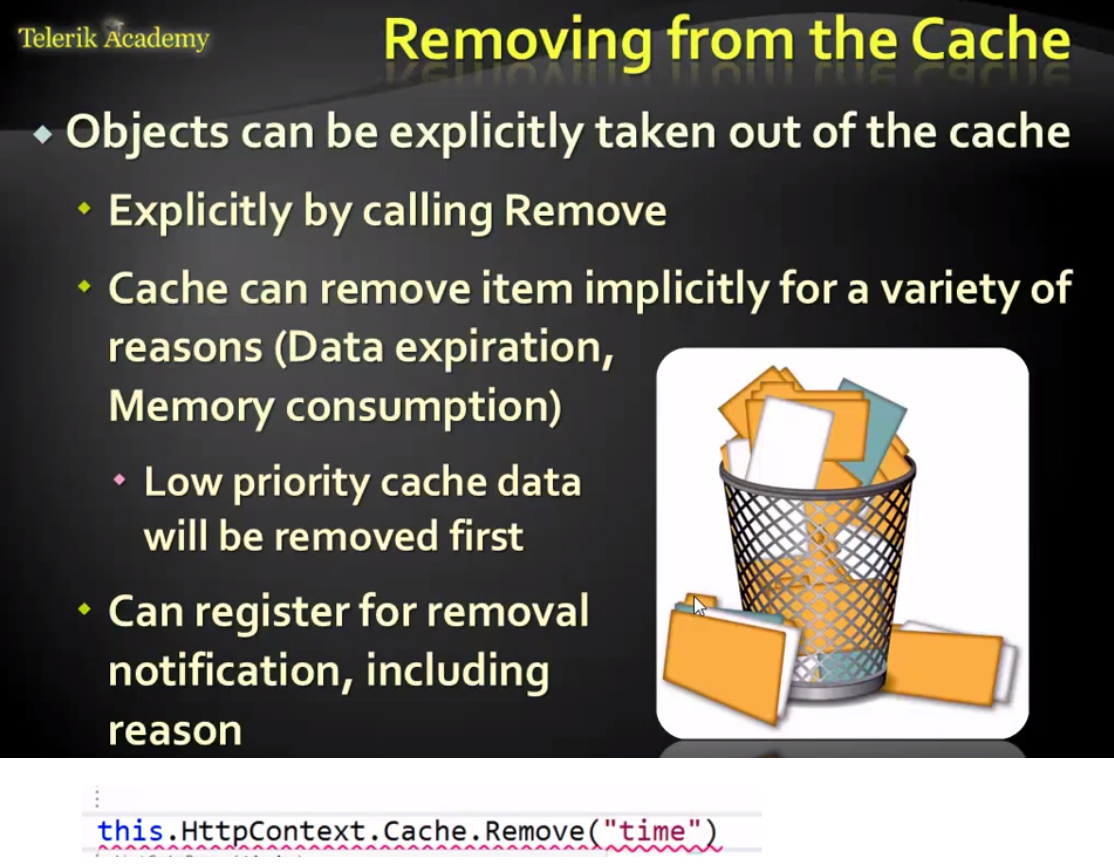 Telerik Academy
Removing from the Cache
Objects can be explicitly taken out of the cache
Explicitly by calling Remove
Cache can remove item implicitly for a variety of
reasons (Data expiration,
Memory consumption)
Low priority cache data
will be removed first
Can register for removal
notification, including
reason
this.HttpContext.Cache.Remove("time")